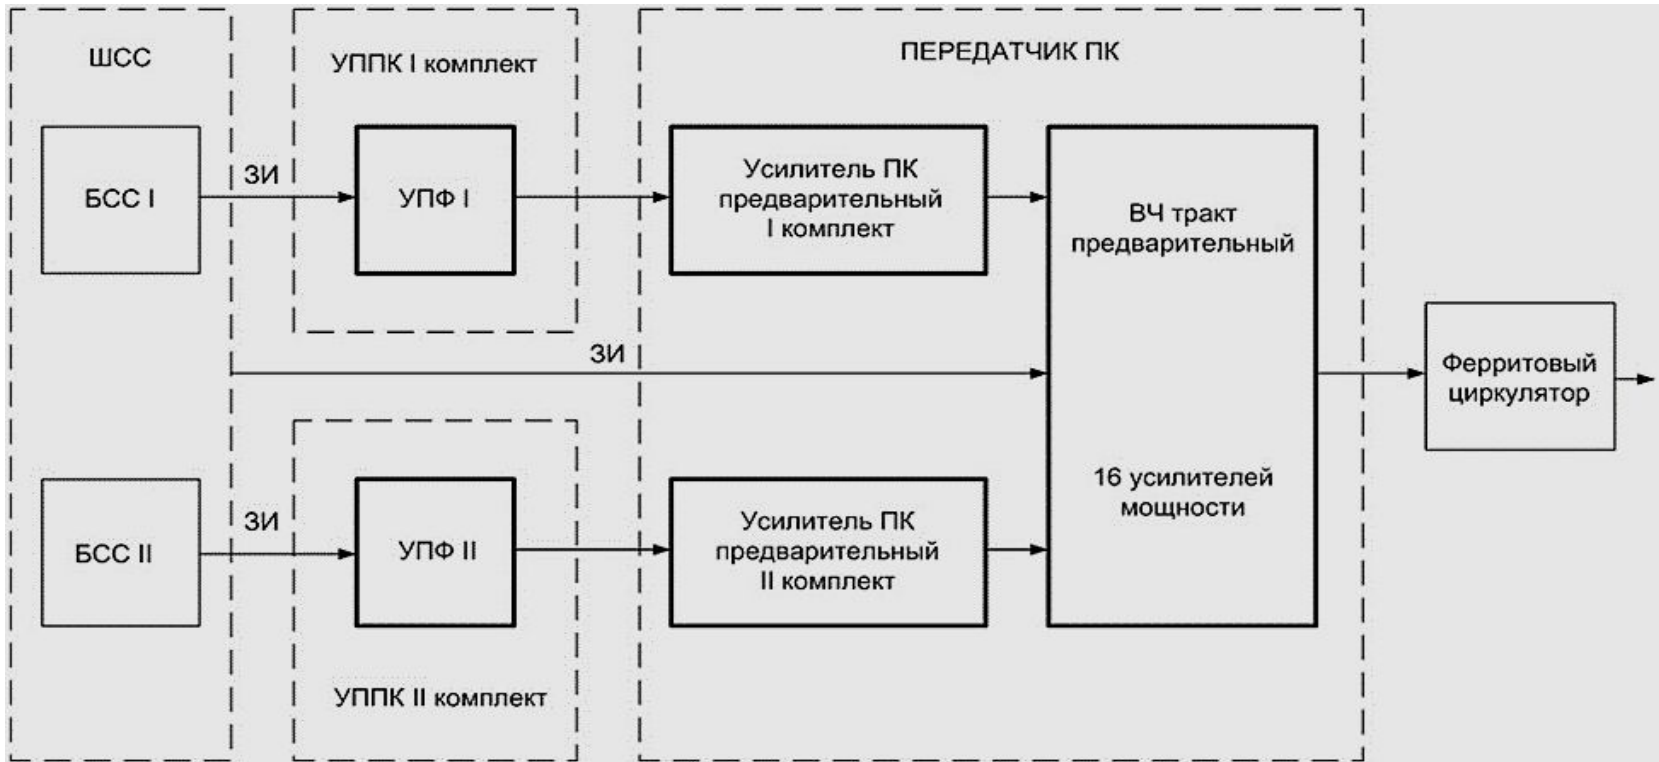 ШСС
УППК I комплект
ПЕРЕДАТЧИК ПК
БСС I
ЗИ
УПФ I
Усилитель ПК
предварительный
I комплект
ВЧ тракт
предварительный
ЗИ
Ферритовый
циркулятор
16 усилителей
мощности
БСС II
ЗИ
УПФ II
Усилитель ПК
предварительный
II комплект
УППК II комплект